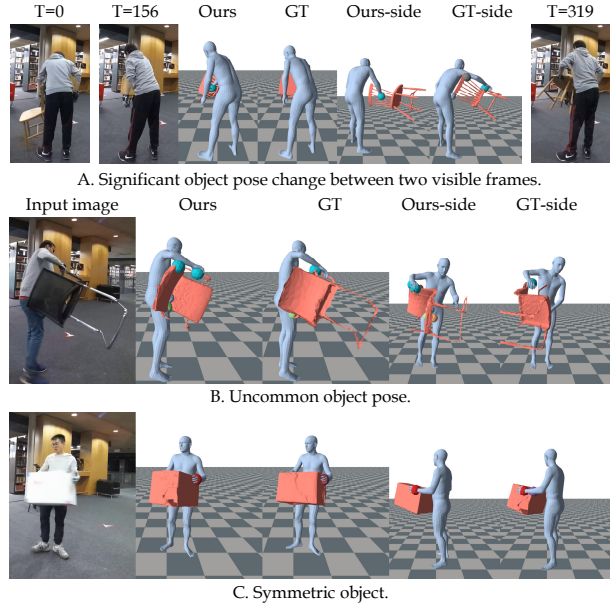 T=0 T=156 Ours GT Ours-side GT-side T=319
A. Significant object pose change between two visible frames.
Input image Ours GT Ours-side GT-side
B. Uncommon object pose.
C. Symmetric object.